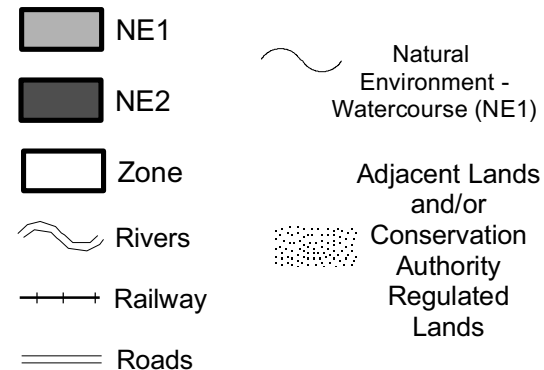 NE1
NE2
Zone
Rivers
Railway
Roads
Natural
Environment -
Watercourse (NE1)
Adjacent Lands
and/or
Conservation
Authority
Regulated
Lands